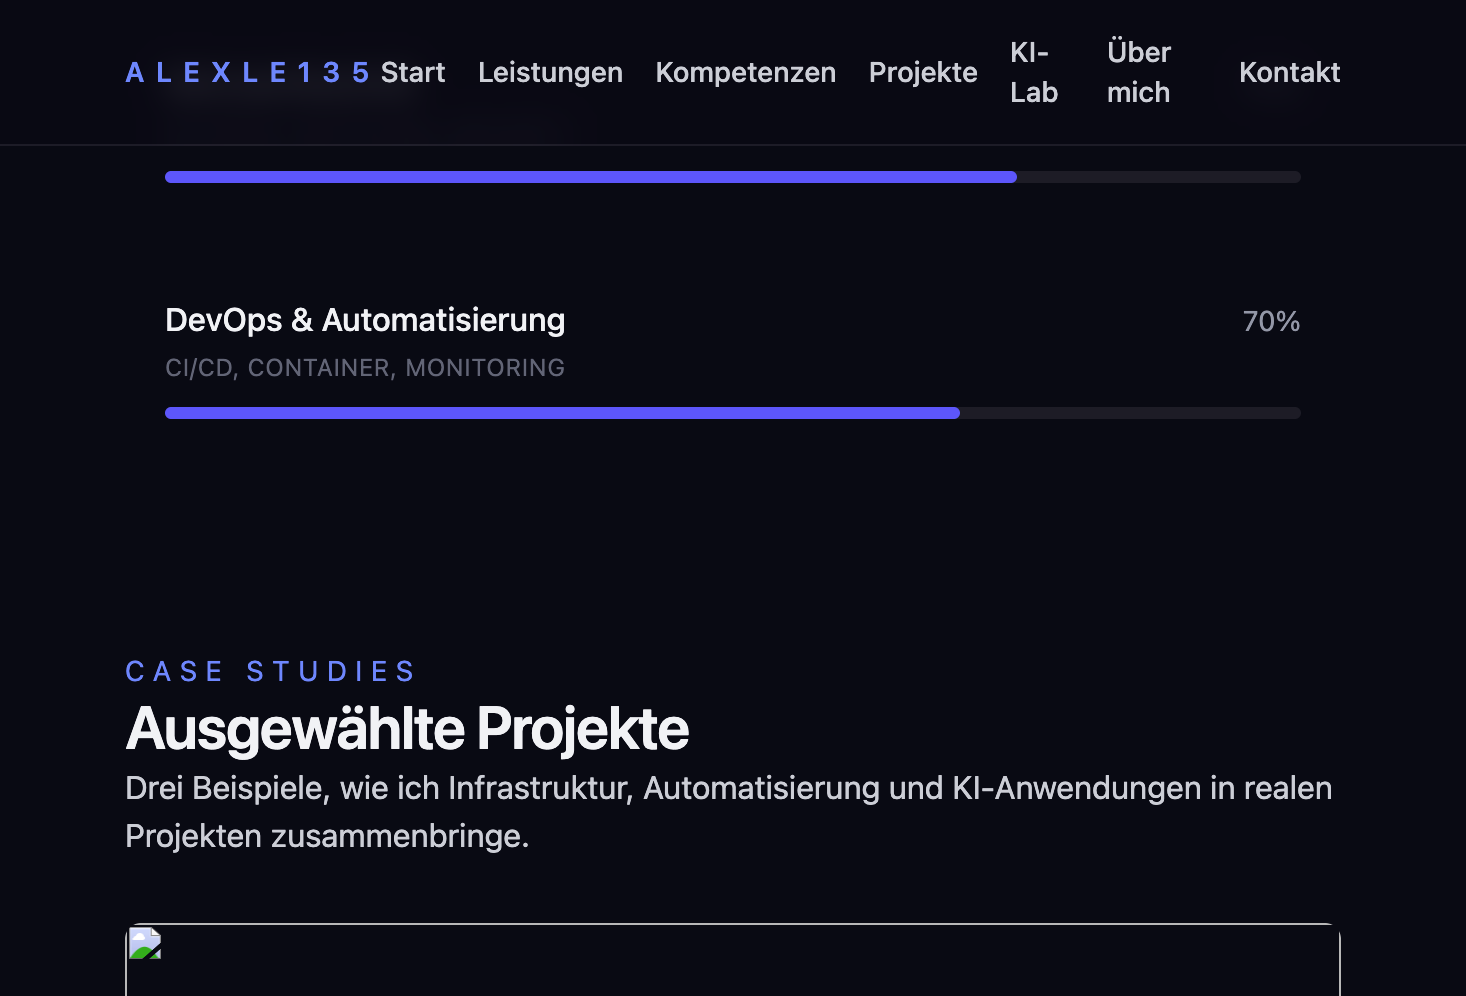 ALEXLE135 Start Leistungen Kompetenzen Projekte KI-Lab Über mich Kontakt
DevOps & Automatisierung 70%
CI/CD, CONTAINER, MONITORING
CASE STUDIES
Ausgewählte Projekte
Drei Beispiele, wie ich Infrastruktur, Automatisierung und KI-Anwendungen in realen
Projekten zusammenbringe.